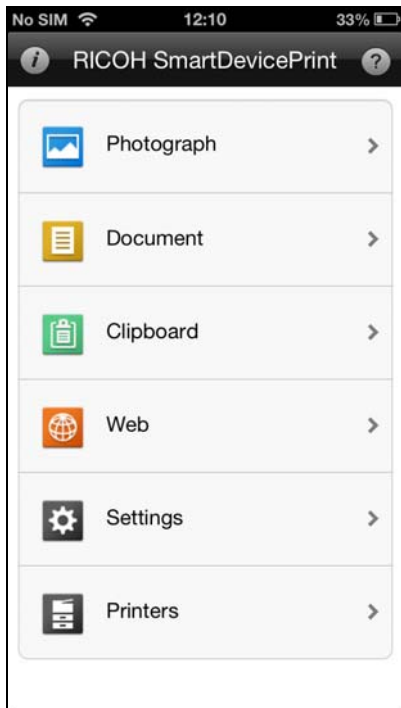 No SIM 12:10 33%
i RICOH SmartDevicePrint ?
Photograph
Document
Clipboard
Web
Settings
Printers